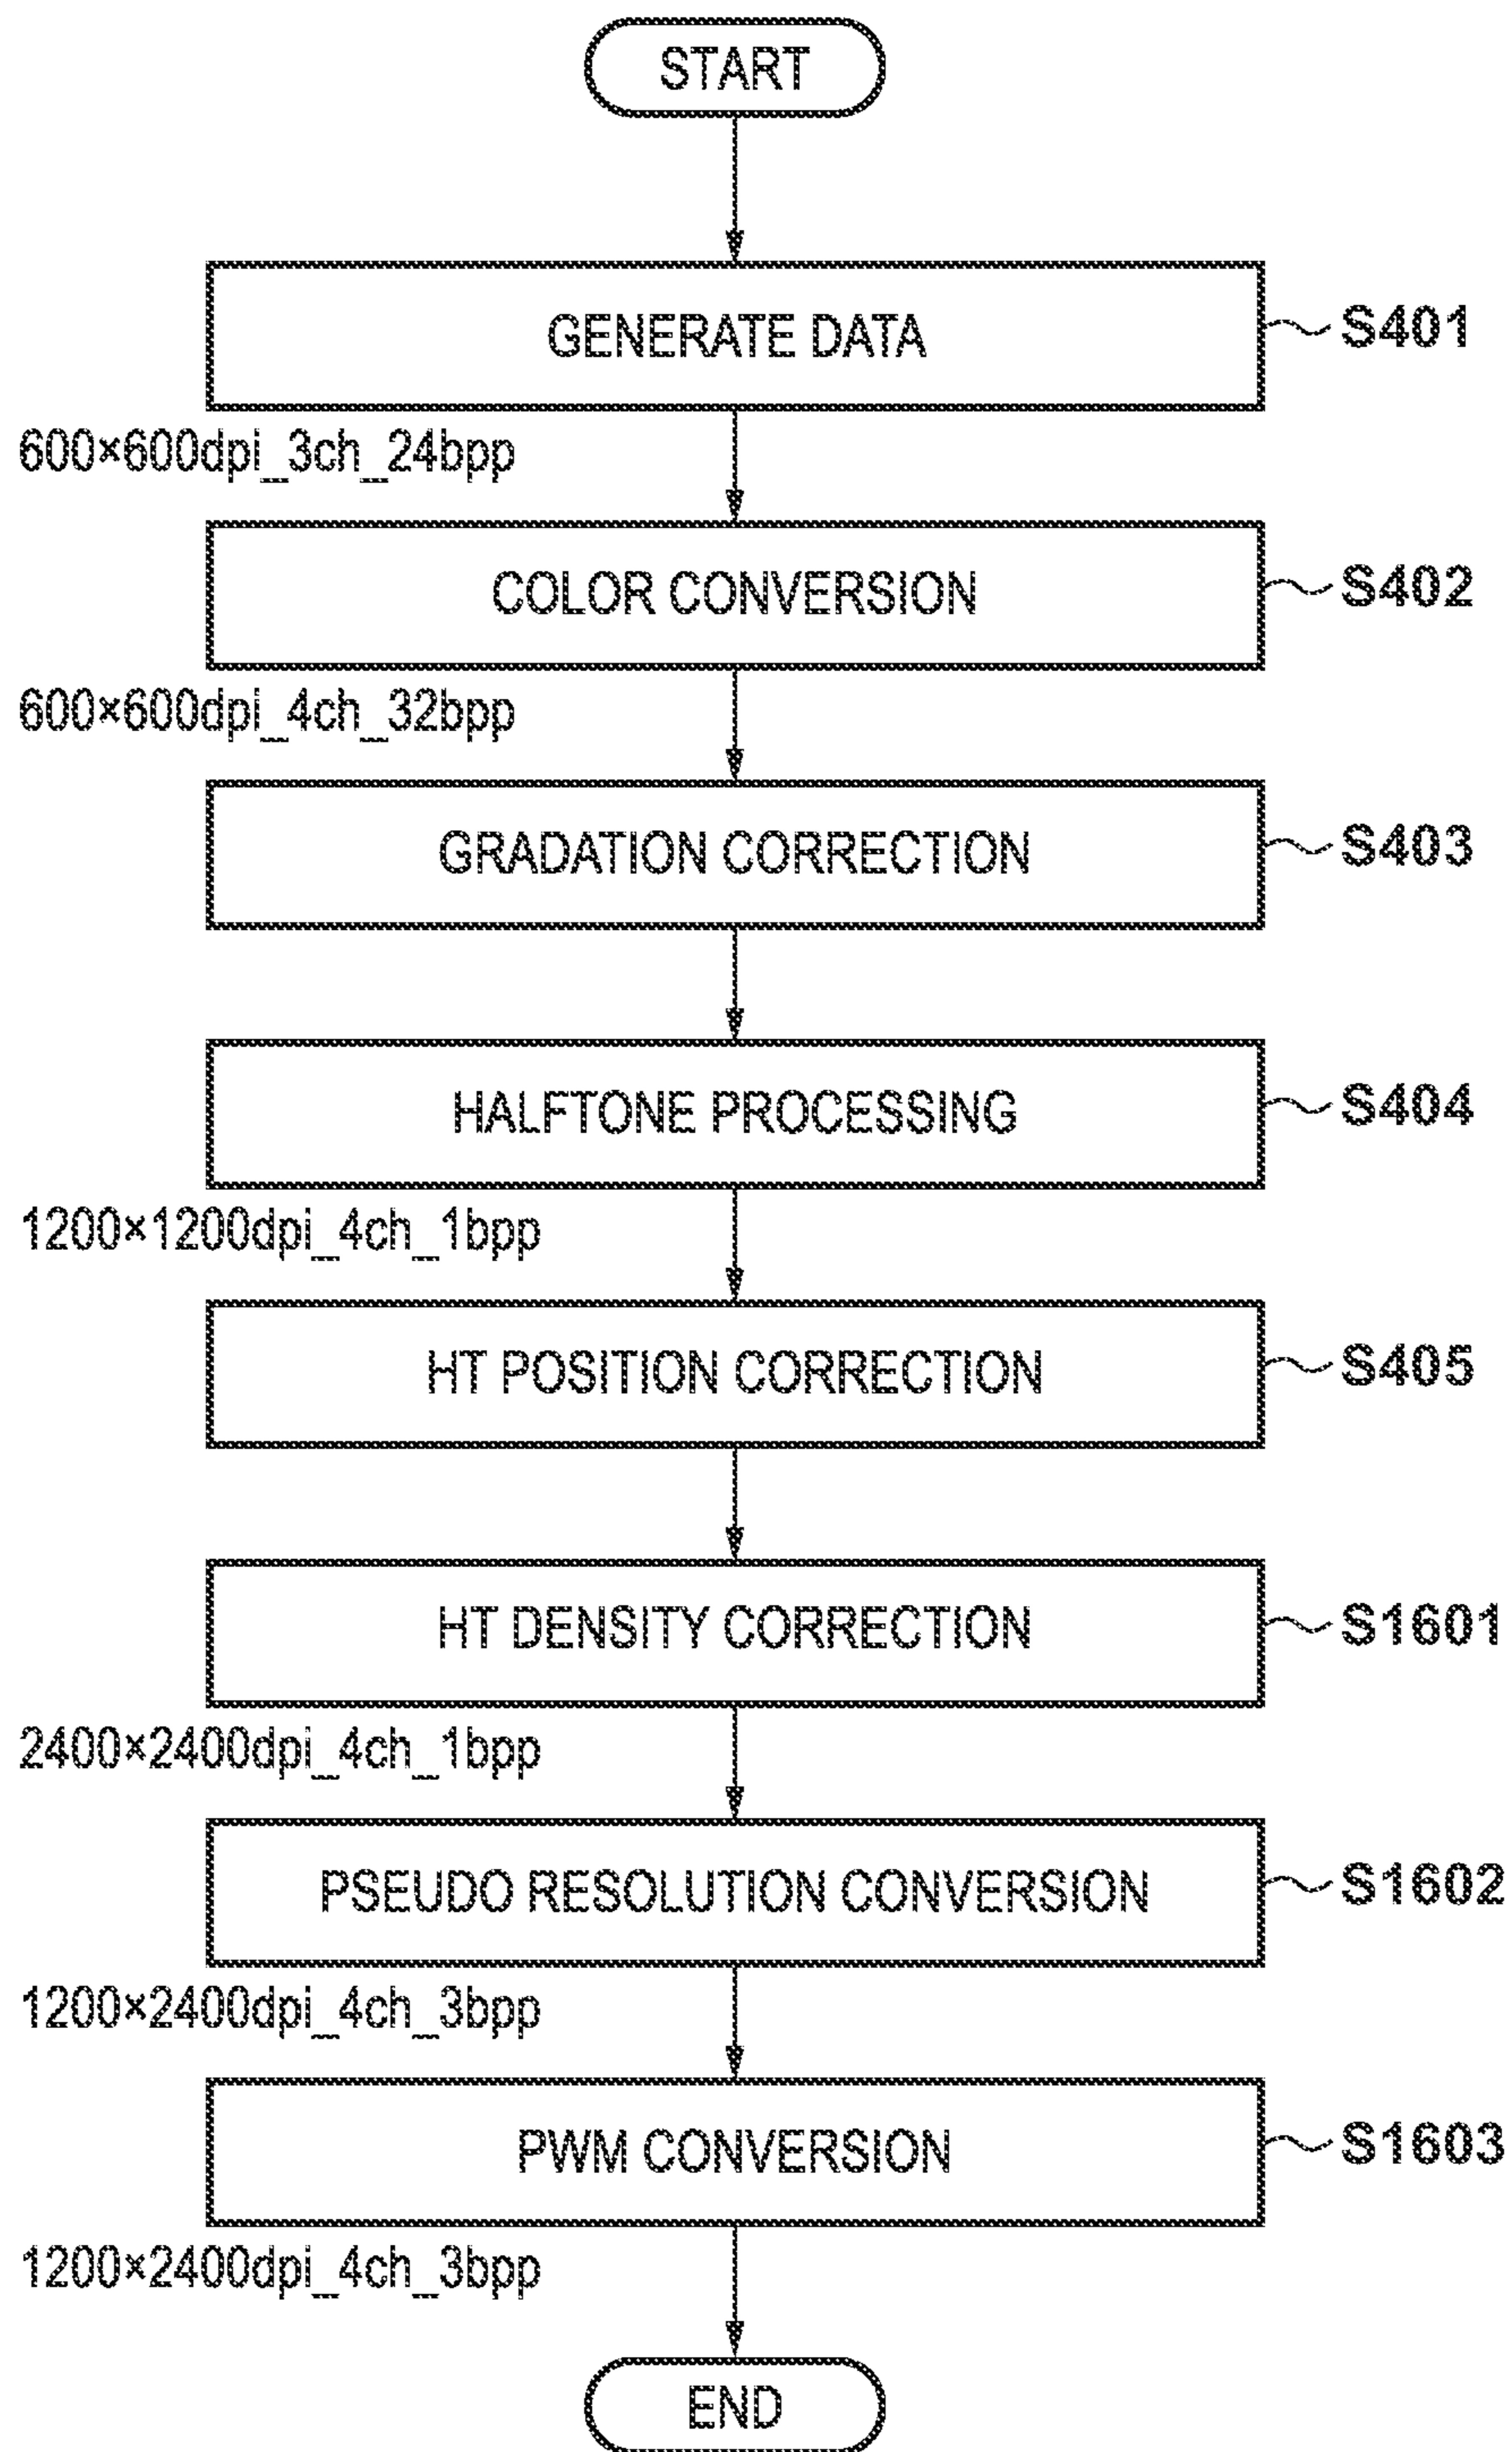 START
GENERATE DATA
S401
600×600dpi_3ch_24bpp
COLOR CONVERSION
S402
600×600dpi_4ch_32bpp
GRADATION CORRECTION
S403
HALFTONE PROCESSING
S404
1200×1200dpi_4ch_1bpp
HT POSITION CORRECTION
S405
HT DENSITY CORRECTION
S1601
2400×2400dpi_4ch_1bpp
PSEUDO RESOLUTION CONVERSION
S1602
1200×2400dpi_4ch_3bpp
PWM CONVERSION
S1603
1200×2400dpi_4ch_3bpp
END